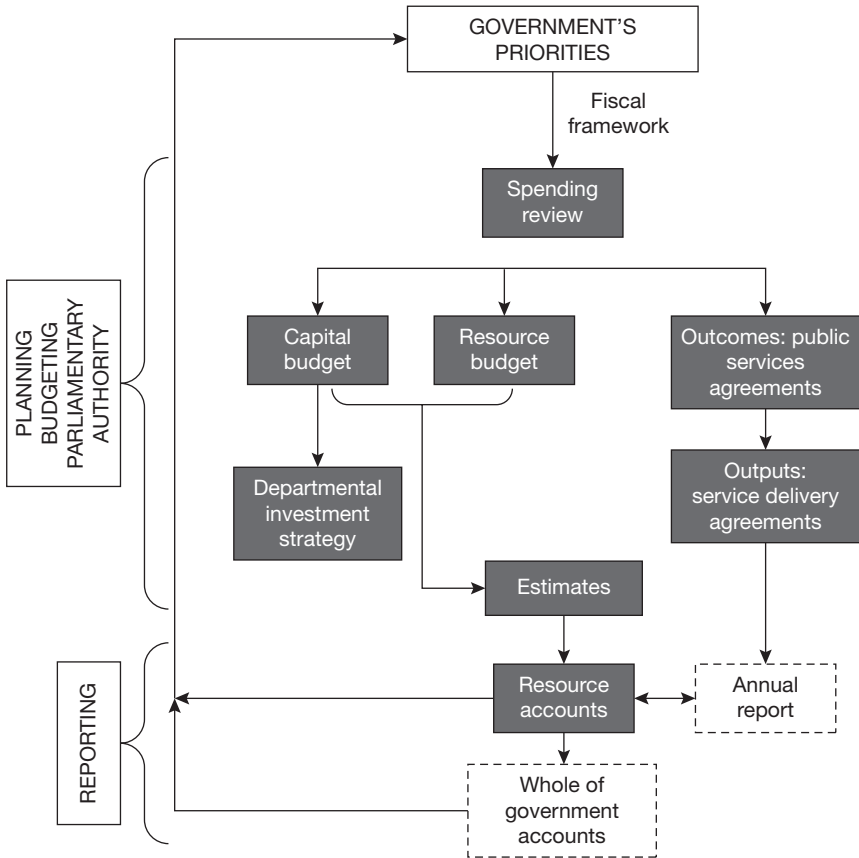 GOVERNMENT'S
PRIORITIES
Fiscal
framework
Spending
review
PLANNING
BUDGETING
PARLIAMENTARY
AUTHORITY
Capital
budget
Resource
budget
Outcomes: public
services
agreements
Departmental
investment
strategy
Outputs:
service delivery
agreements
Estimates
REPORTING
Resource
accounts
Annual
report
Whole of
government
accounts